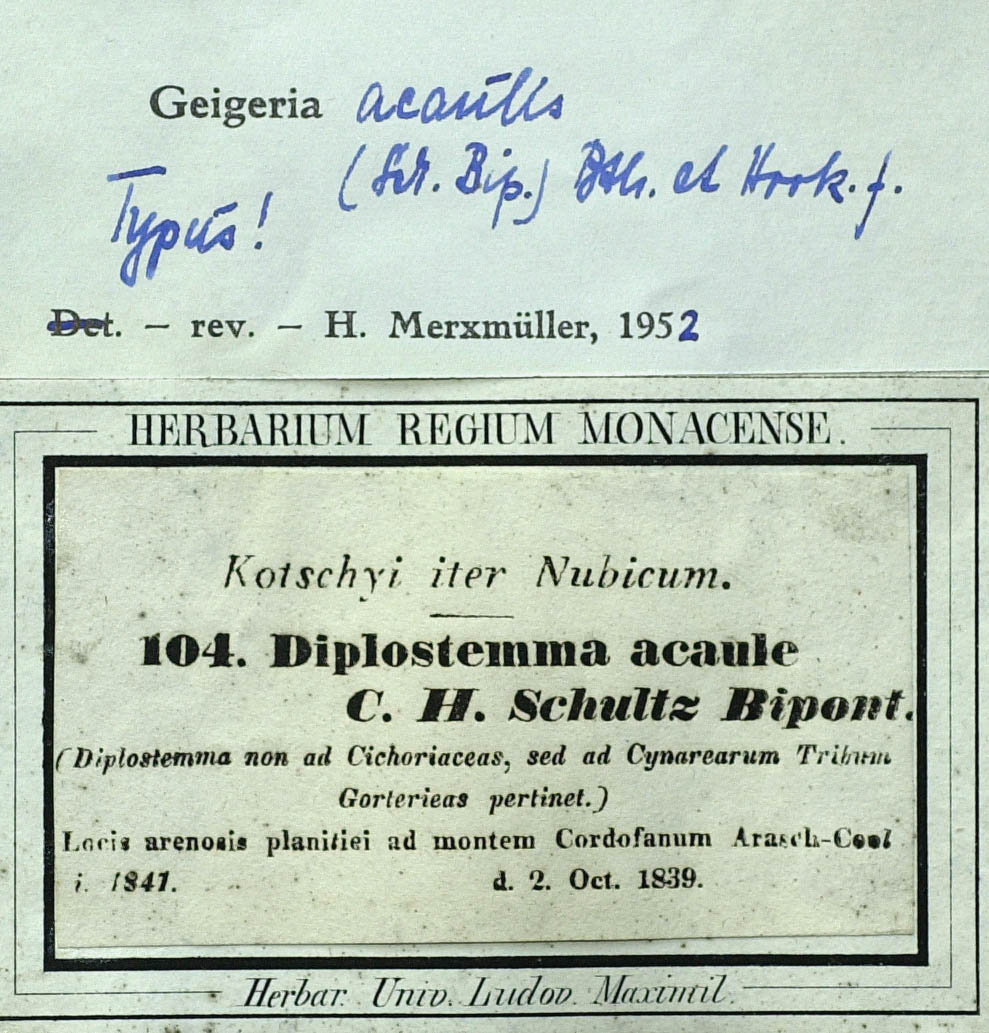 Geigeria acaulis
(Sch. Bip.) Bth. et Hook. f.
Typus!
Det. — rev. — H. Merxmüller, 1952
HERBARIUM REGIUM MONACENSE.
Kotschyi iter Nubicum.
104. Diplostemma acaule
C. H. Schultz Bipont.
(Diplostemma non ad Cichoriaceas, sed ad Cynarearum Tribum
Gorterieas pertinet.)
Locis arenosis planitiei ad montem Cordofanum Arasch-Cool
i. 1841. d. 2. Oct. 1839.
Herbar. Univ. Ludov. Maximil.